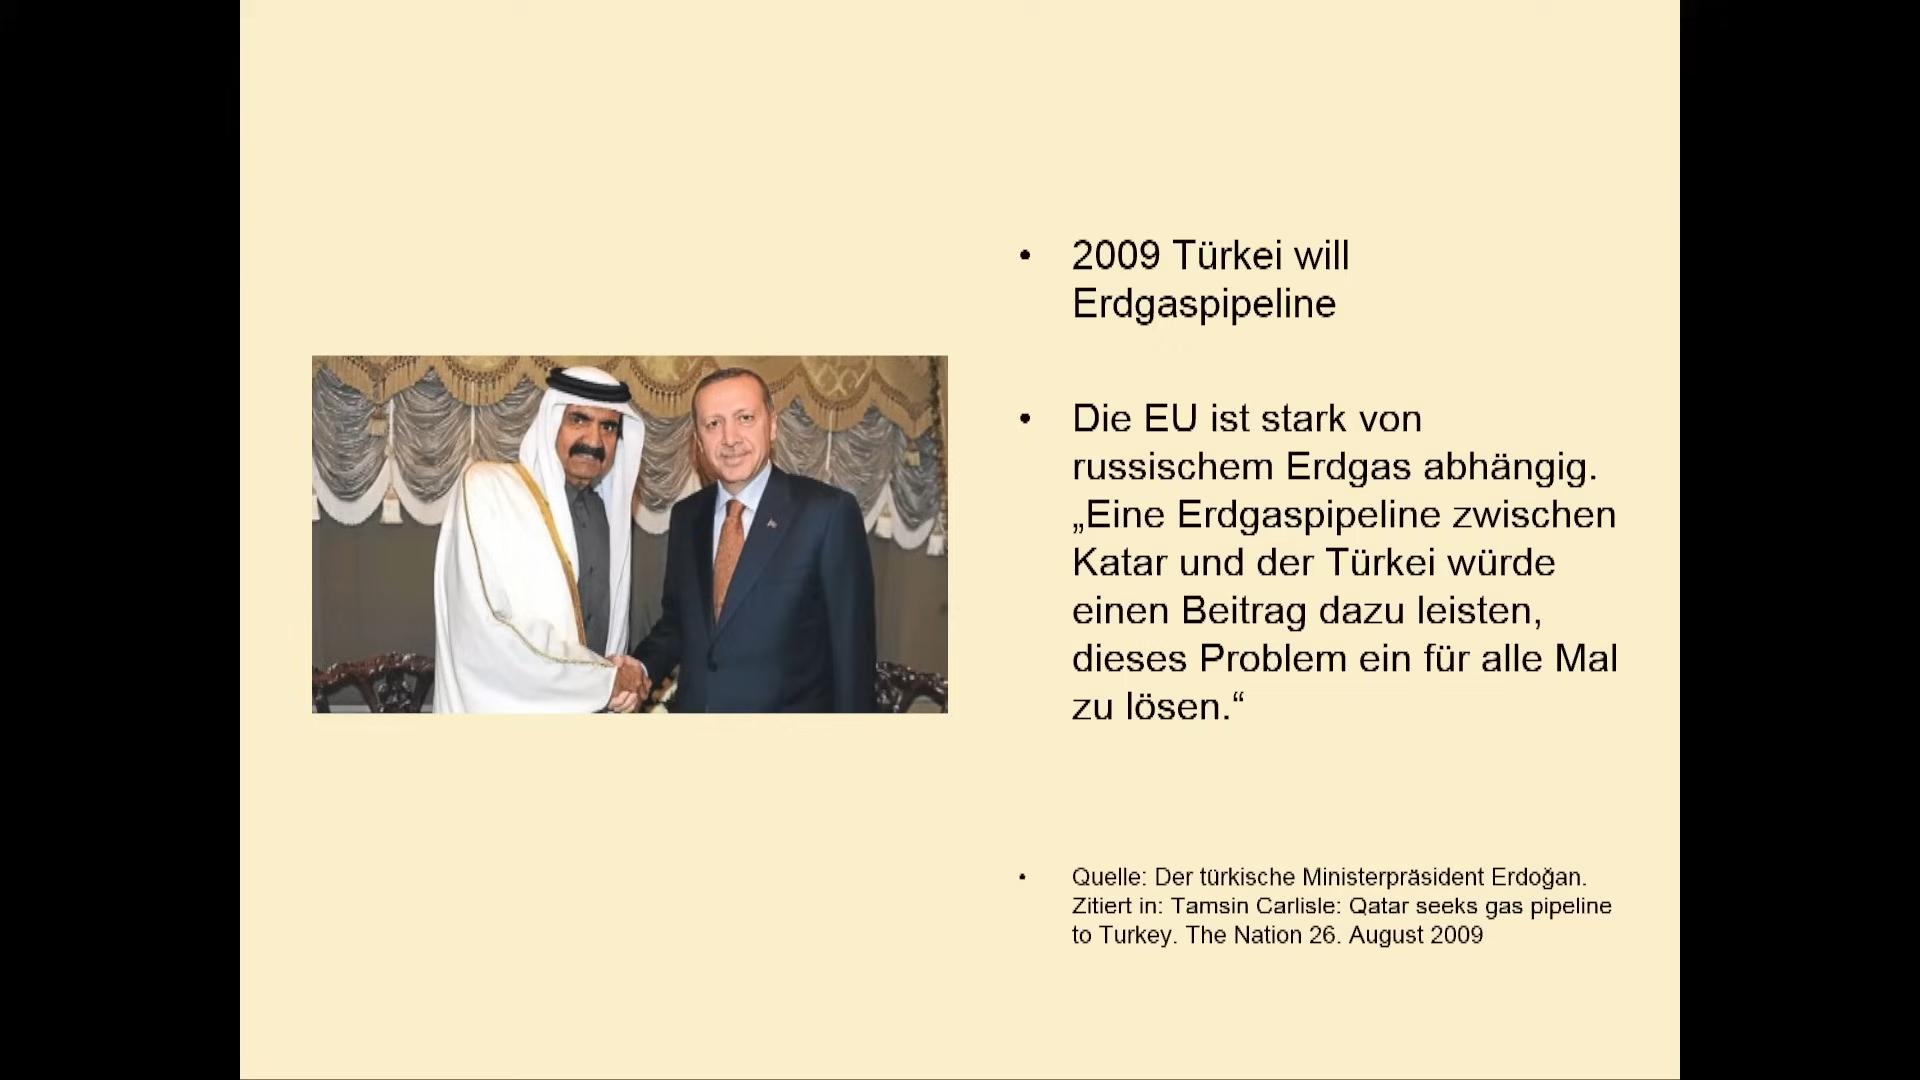 • 2009 Türkei will
Erdgaspipeline
• Die EU ist stark von
russischem Erdgas abhängig.
„Eine Erdgaspipeline zwischen
Katar und der Türkei würde
einen Beitrag dazu leisten,
dieses Problem ein für alle Mal
zu lösen.“
• Quelle: Der türkische Ministerpräsident Erdoğan.
Zitiert in: Tamsin Carlisle: Qatar seeks gas pipeline
to Turkey. The Nation 26. August 2009